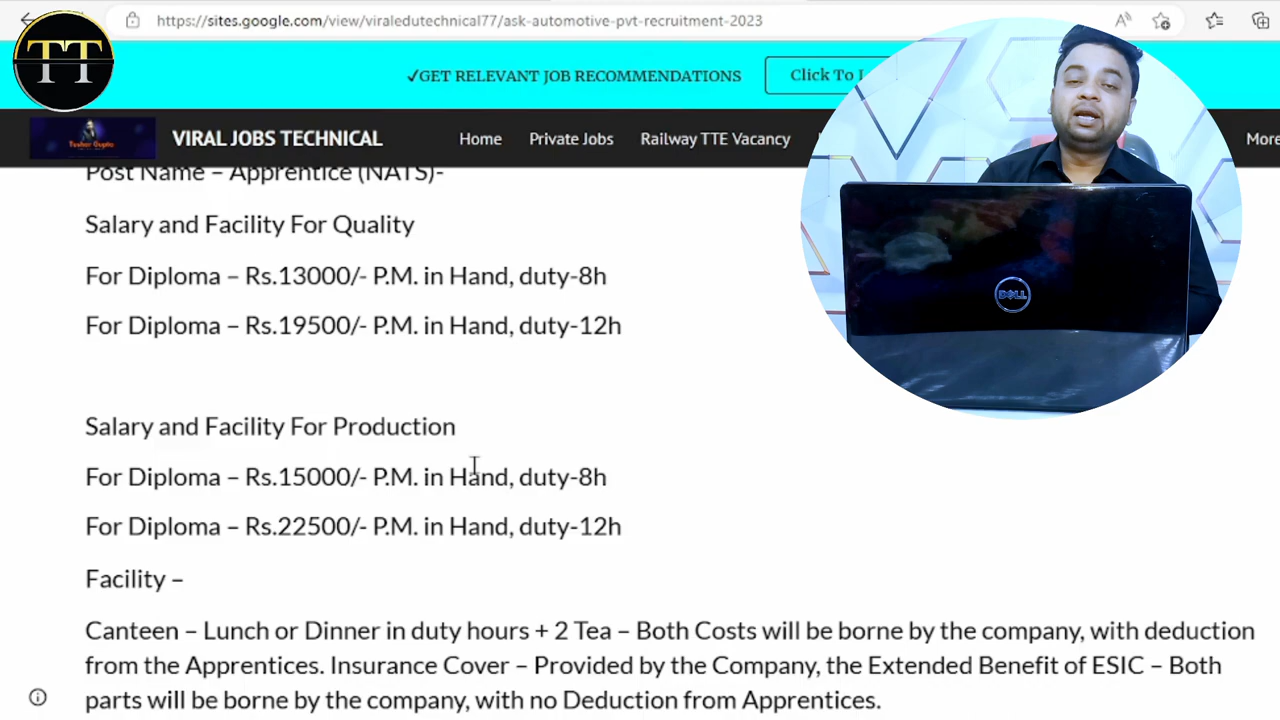 https://sites.google.com/view/viraledutechnical77/ask-automotive-pvt-recruitment-2023
TT
✓GET RELEVANT JOB RECOMMENDATIONS
Click To
Tushar Gupta
VIRAL JOBS TECHNICAL
Home
Private Jobs
Railway TTE Vacancy
More
Post Name – Apprentice (NATS)-
Salary and Facility For Quality
For Diploma – Rs.13000/- P.M. in Hand, duty-8h
For Diploma – Rs.19500/- P.M. in Hand, duty-12h
DELL
Salary and Facility For Production
For Diploma – Rs.15000/- P.M. in Hand, duty-8h
For Diploma – Rs.22500/- P.M. in Hand, duty-12h
Facility –
Canteen – Lunch or Dinner in duty hours + 2 Tea – Both Costs will be borne by the company, with deduction
from the Apprentices. Insurance Cover – Provided by the Company, the Extended Benefit of ESIC – Both
parts will be borne by the company, with no Deduction from Apprentices.